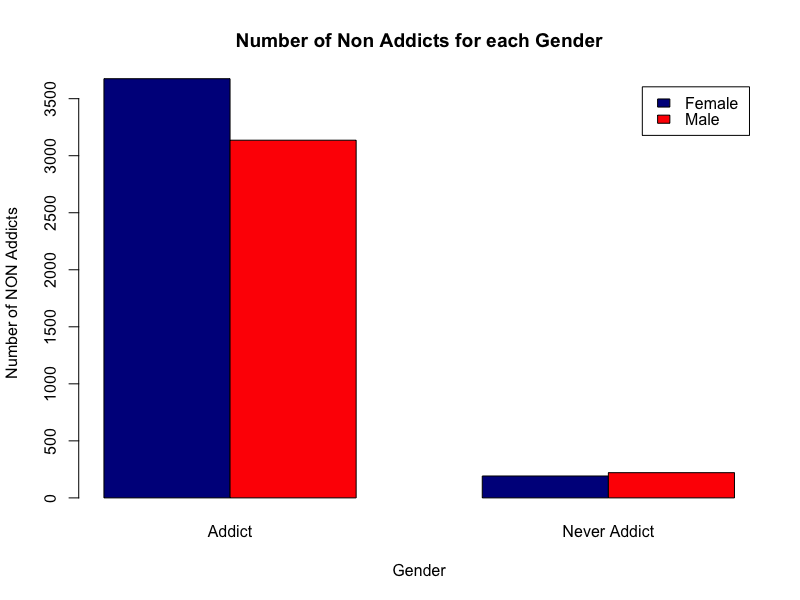 Number of Non Addicts for each Gender
Female
Male
Number of NON Addicts
3500
3000
2500
2000
1500
1000
500
0
Addict
Never Addict
Gender